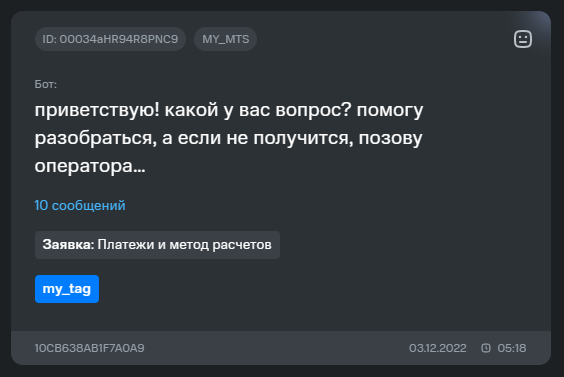 ID: 00034aHR94R8PNC9 MY_MTS
Бот:
приветствую! какой у вас вопрос? помогу
разобраться, а если не получится, позову
оператора...
10 сообщений
Заявка: Платежи и метод расчетов
my_tag
10CB638AB1F7A0A9 03.12.2022 05:18